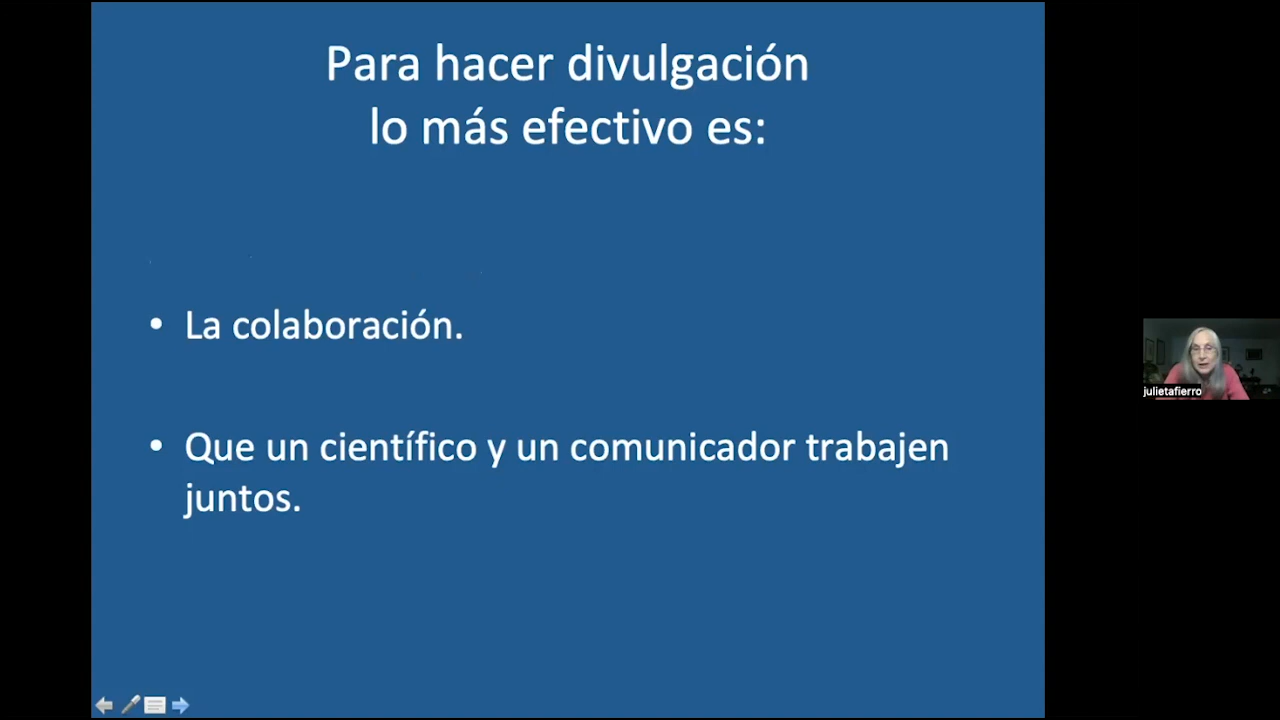 Para hacer divulgación
lo más efectivo es:
• La colaboración.
• Que un científico y un comunicador trabajen
juntos.
julietafierro